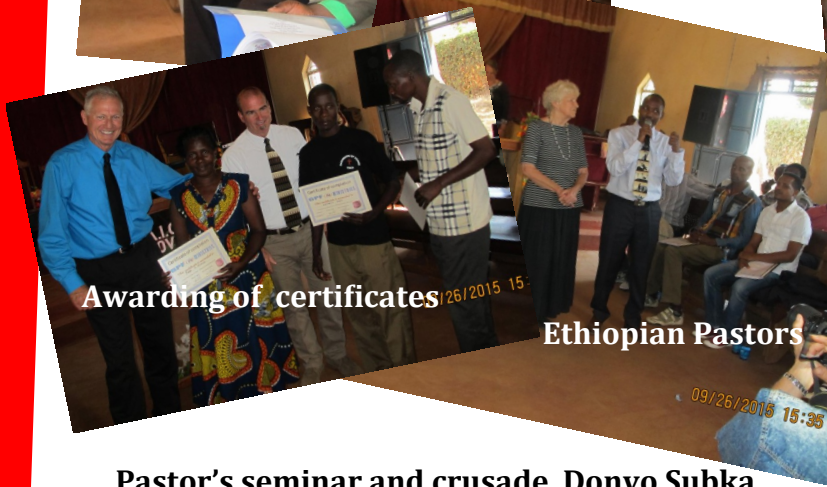 Awarding of certificates
/26/2015 15:
Ethiopian Pastors
09/26/2015 15:35
Pastor's seminar and crusade Donyo Subka